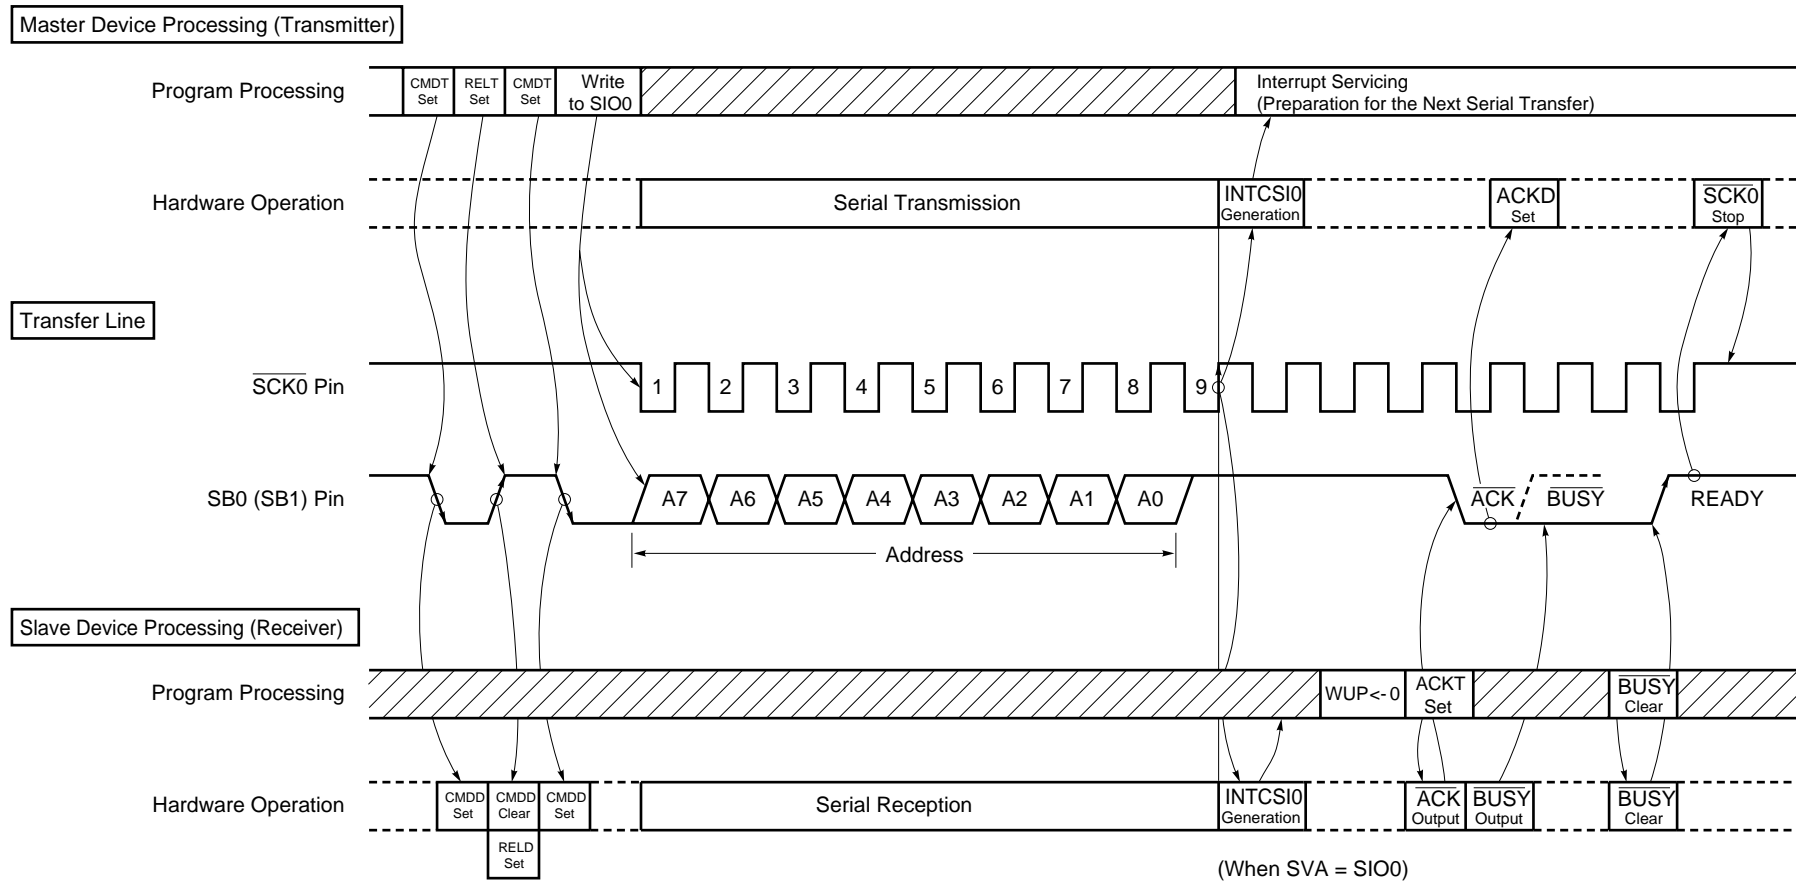 Master Device Processing (Transmitter)
Program Processing
CMDT Set
RELT Set
CMDT Set
Write to SIO0
Interrupt Servicing
(Preparation for the Next Serial Transfer)
Hardware Operation
Serial Transmission
INTCSI0 Generation
ACKD Set
SCK0 Stop
Transfer Line
SCK0 Pin
1 2 3 4 5 6 7 8 9
SB0 (SB1) Pin
A7 A6 A5 A4 A3 A2 A1 A0
ACK BUSY READY
Address
Slave Device Processing (Receiver)
Program Processing
WUP<-0
ACKT Set
BUSY Clear
Hardware Operation
CMDD Set
CMDD Clear
CMDD Set
RELD Set
Serial Reception
INTCSI0 Generation
ACK Output
BUSY Output
BUSY Clear
(When SVA = SIO0)